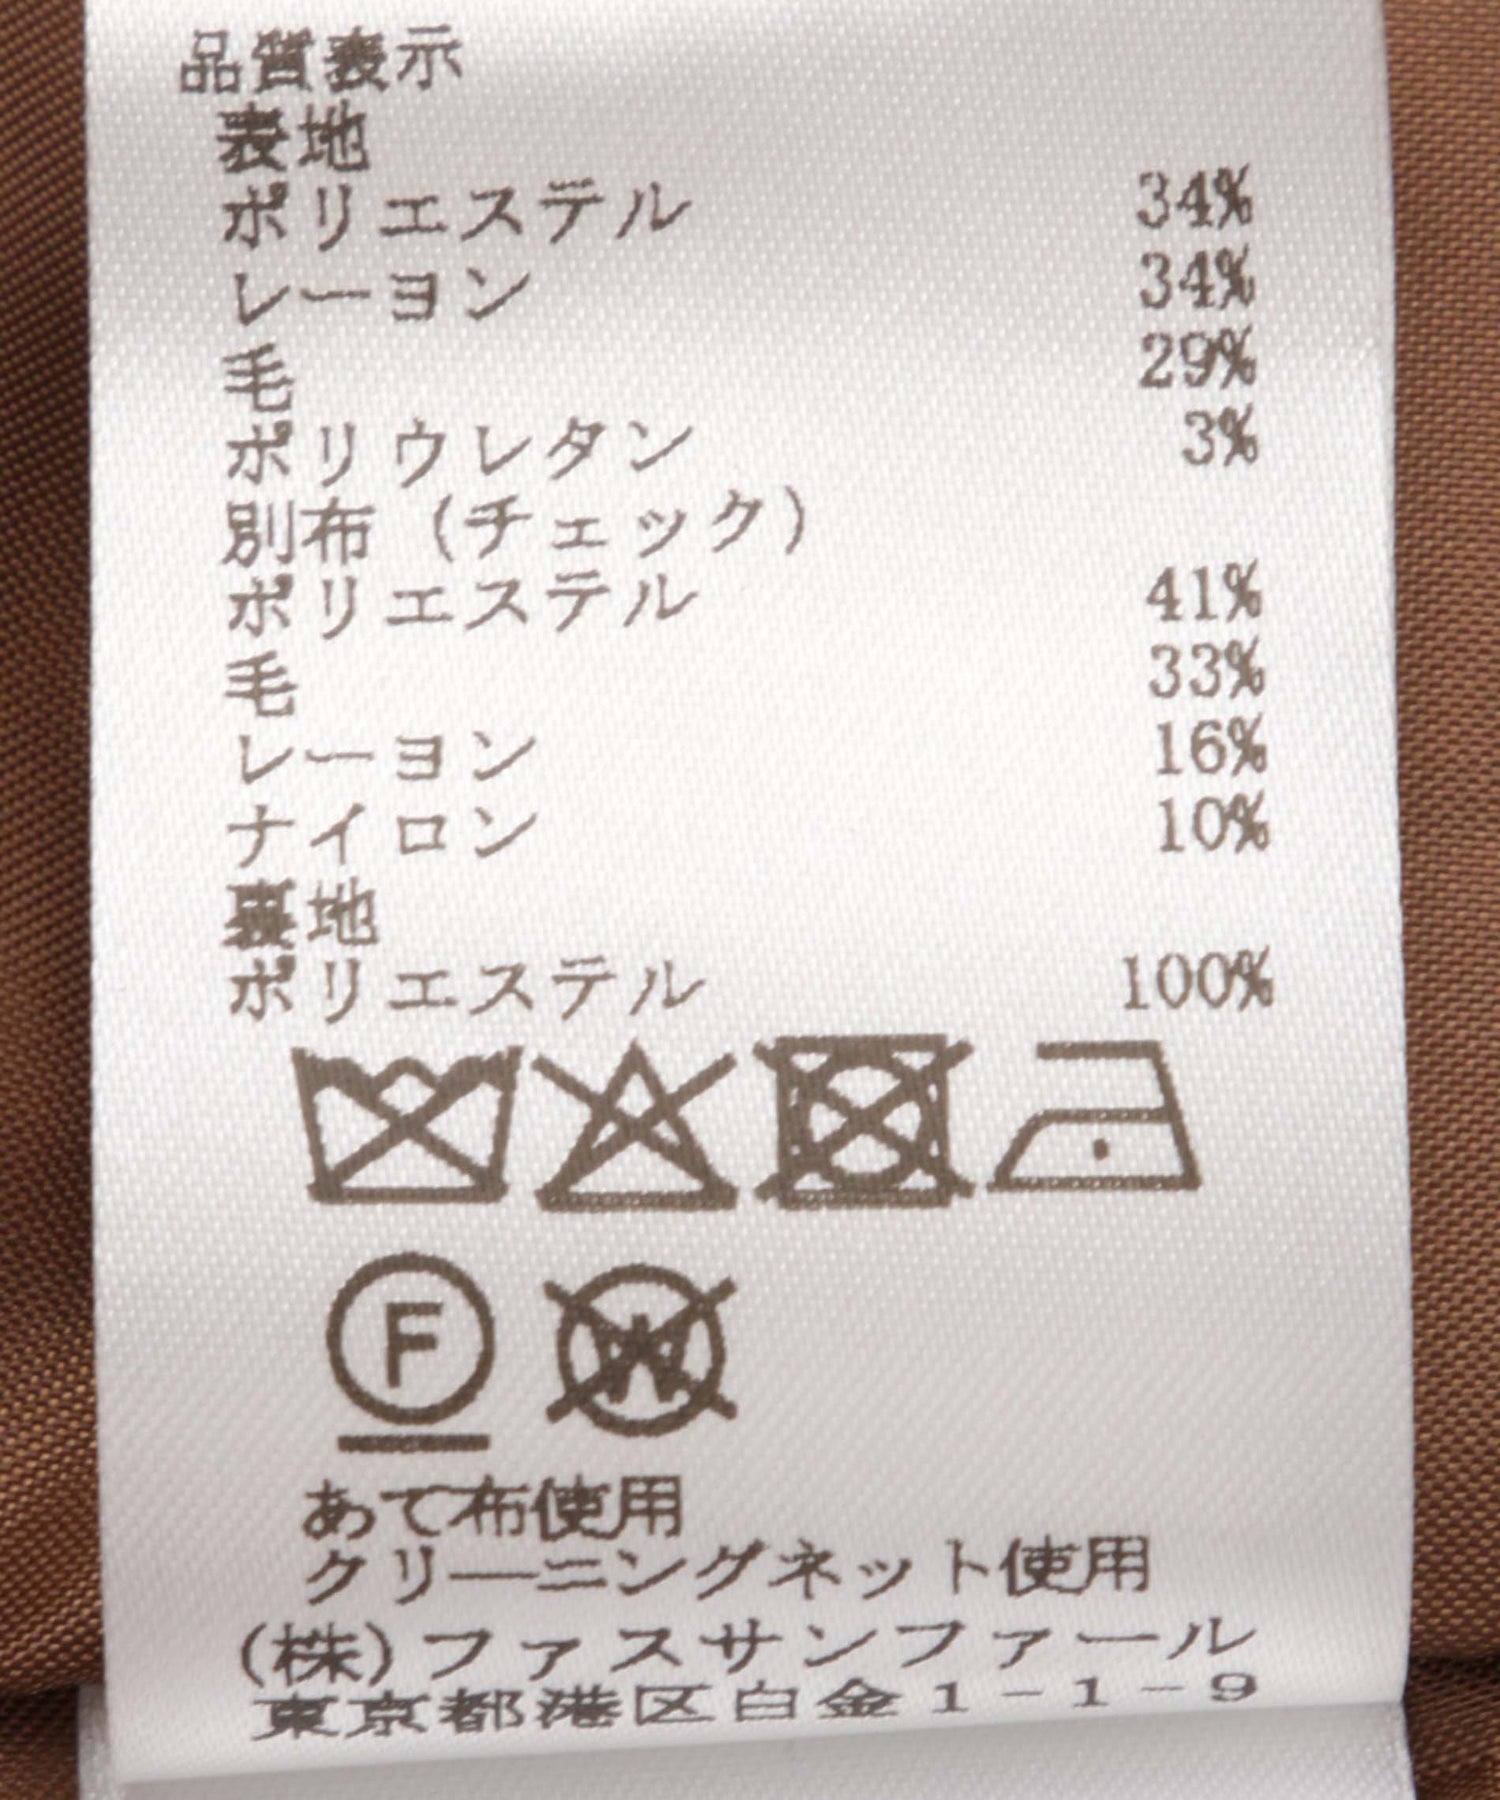 品質表示
表地
ポリエステル 34%
レーヨン 34%
毛 29%
ポリウレタン 3%
別布(チェック)
ポリエステル 41%
毛 33%
レーヨン 16%
ナイロン 10%
裏地
ポリエステル 100%
F W
あて布使用
クリーニングネット使用
(株)ファスサンファール
東京都港区白金1-1-9